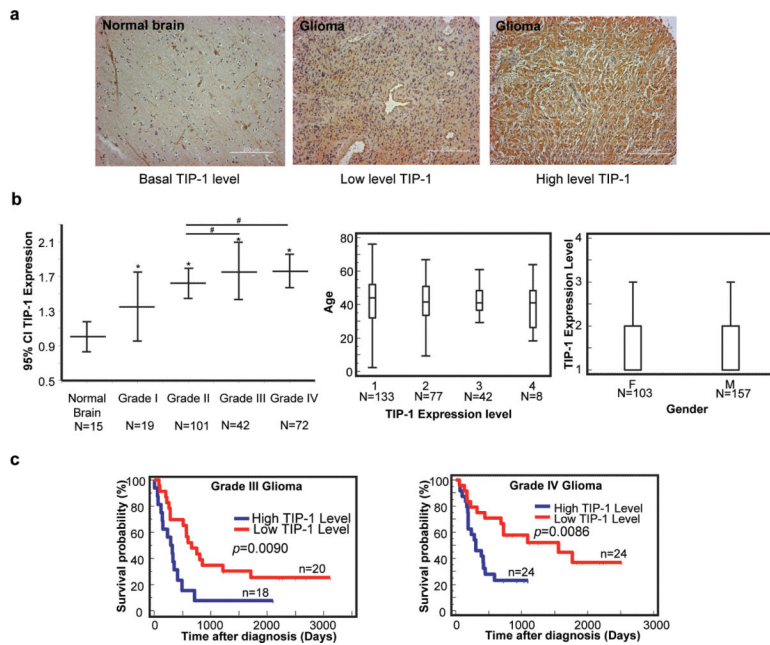 a
Normal brain
Glioma
Glioma
Basal TIP-1 level
Low level TIP-1
High level TIP-1
b
95% CI TIP-1 Expression
2.1
1.7
1.3
0.9
0.5
#
#
*
*
*
*
Normal Brain
Grade I
Grade II
Grade III
Grade IV
N=15
N=19
N=101
N=42
N=72
Age
80
60
40
20
0
1
2
3
4
N=133
N=77
N=42
N=8
TIP-1 Expression level
TIP-1 Expression Level
4
3
2
1
F
M
N=103
N=157
Gender
c
Survival probability (%)
100
80
60
40
20
0
Grade III Glioma
High TIP-1 Level
Low TIP-1 Level
p=0.0090
n=20
n=18
0
1000
2000
3000
Time after diagnosis (Days)
Survival probability (%)
100
80
60
40
20
0
Grade IV Glioma
High TIP-1 Level
Low TIP-1 Level
p=0.0086
n=24
n=24
0
1000
2000
3000
Time after diagnosis (Days)